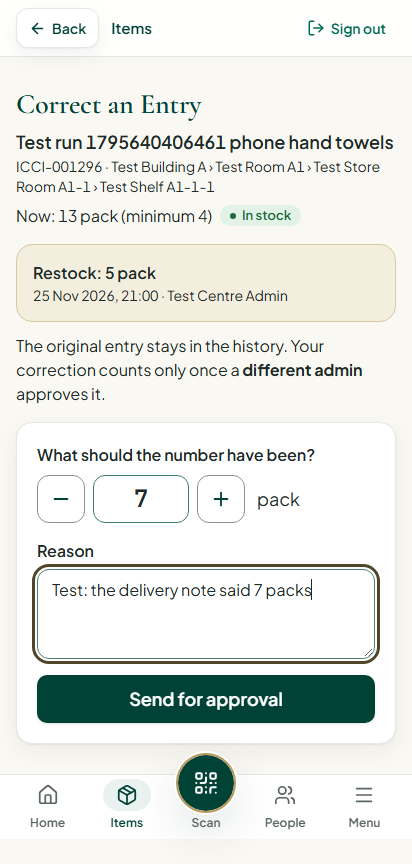 Back
Items
Sign out
Correct an Entry
Test run 1795640406461 phone hand towels
ICCI-001296 · Test Building A › Test Room A1 › Test Store
Room A1-1 › Test Shelf A1-1-1
Now: 13 pack (minimum 4)
In stock
Restock: 5 pack
25 Nov 2026, 21:00 · Test Centre Admin
The original entry stays in the history. Your
correction counts only once a different admin
approves it.
What should the number have been?
− 7 + pack
Reason
Test: the delivery note said 7 packs
Send for approval
Home
Items
Scan
People
Menu